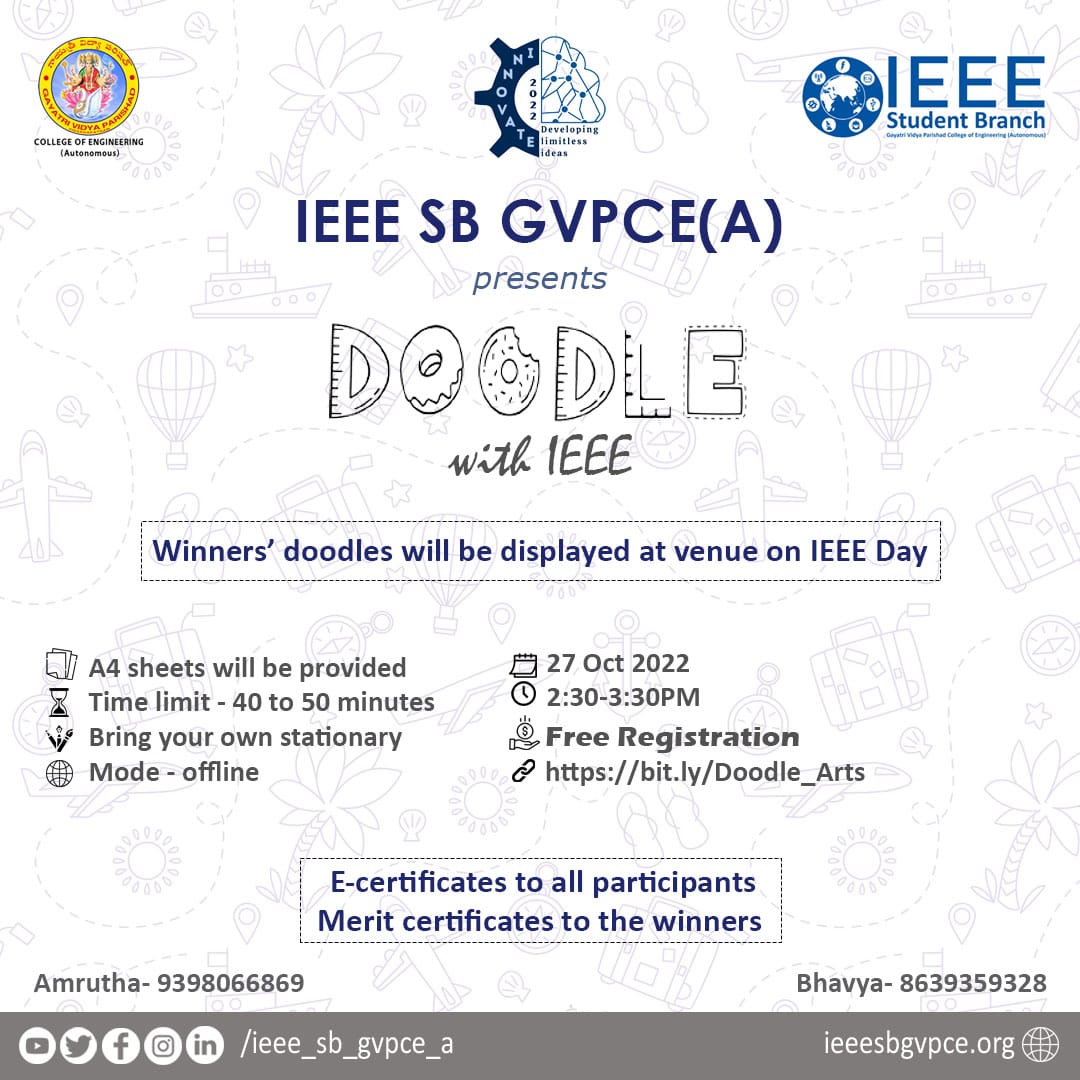 గాయత్రీ విద్యా పరిషత్
GAYATRI VIDYA PARISHAD
COLLEGE OF ENGINEERING
(Autonomous)
INNOVATE
2022
Developing
limitless
ideas
IEEE
Student Branch
Gayatri Vidya Parishad College of Engineering (Autonomous)
IEEE SB GVPCE(A)
presents
DOODLE
with IEEE
Winners’ doodles will be displayed at venue on IEEE Day
A4 sheets will be provided
Time limit - 40 to 50 minutes
Bring your own stationary
Mode - offline
27 Oct 2022
2:30-3:30PM
Free Registration
https://bit.ly/Doodle_Arts
E-certificates to all participants
Merit certificates to the winners
Amrutha- 9398066869
Bhavya- 8639359328
/ieee_sb_gvpce_a
ieeesbgvpce.org